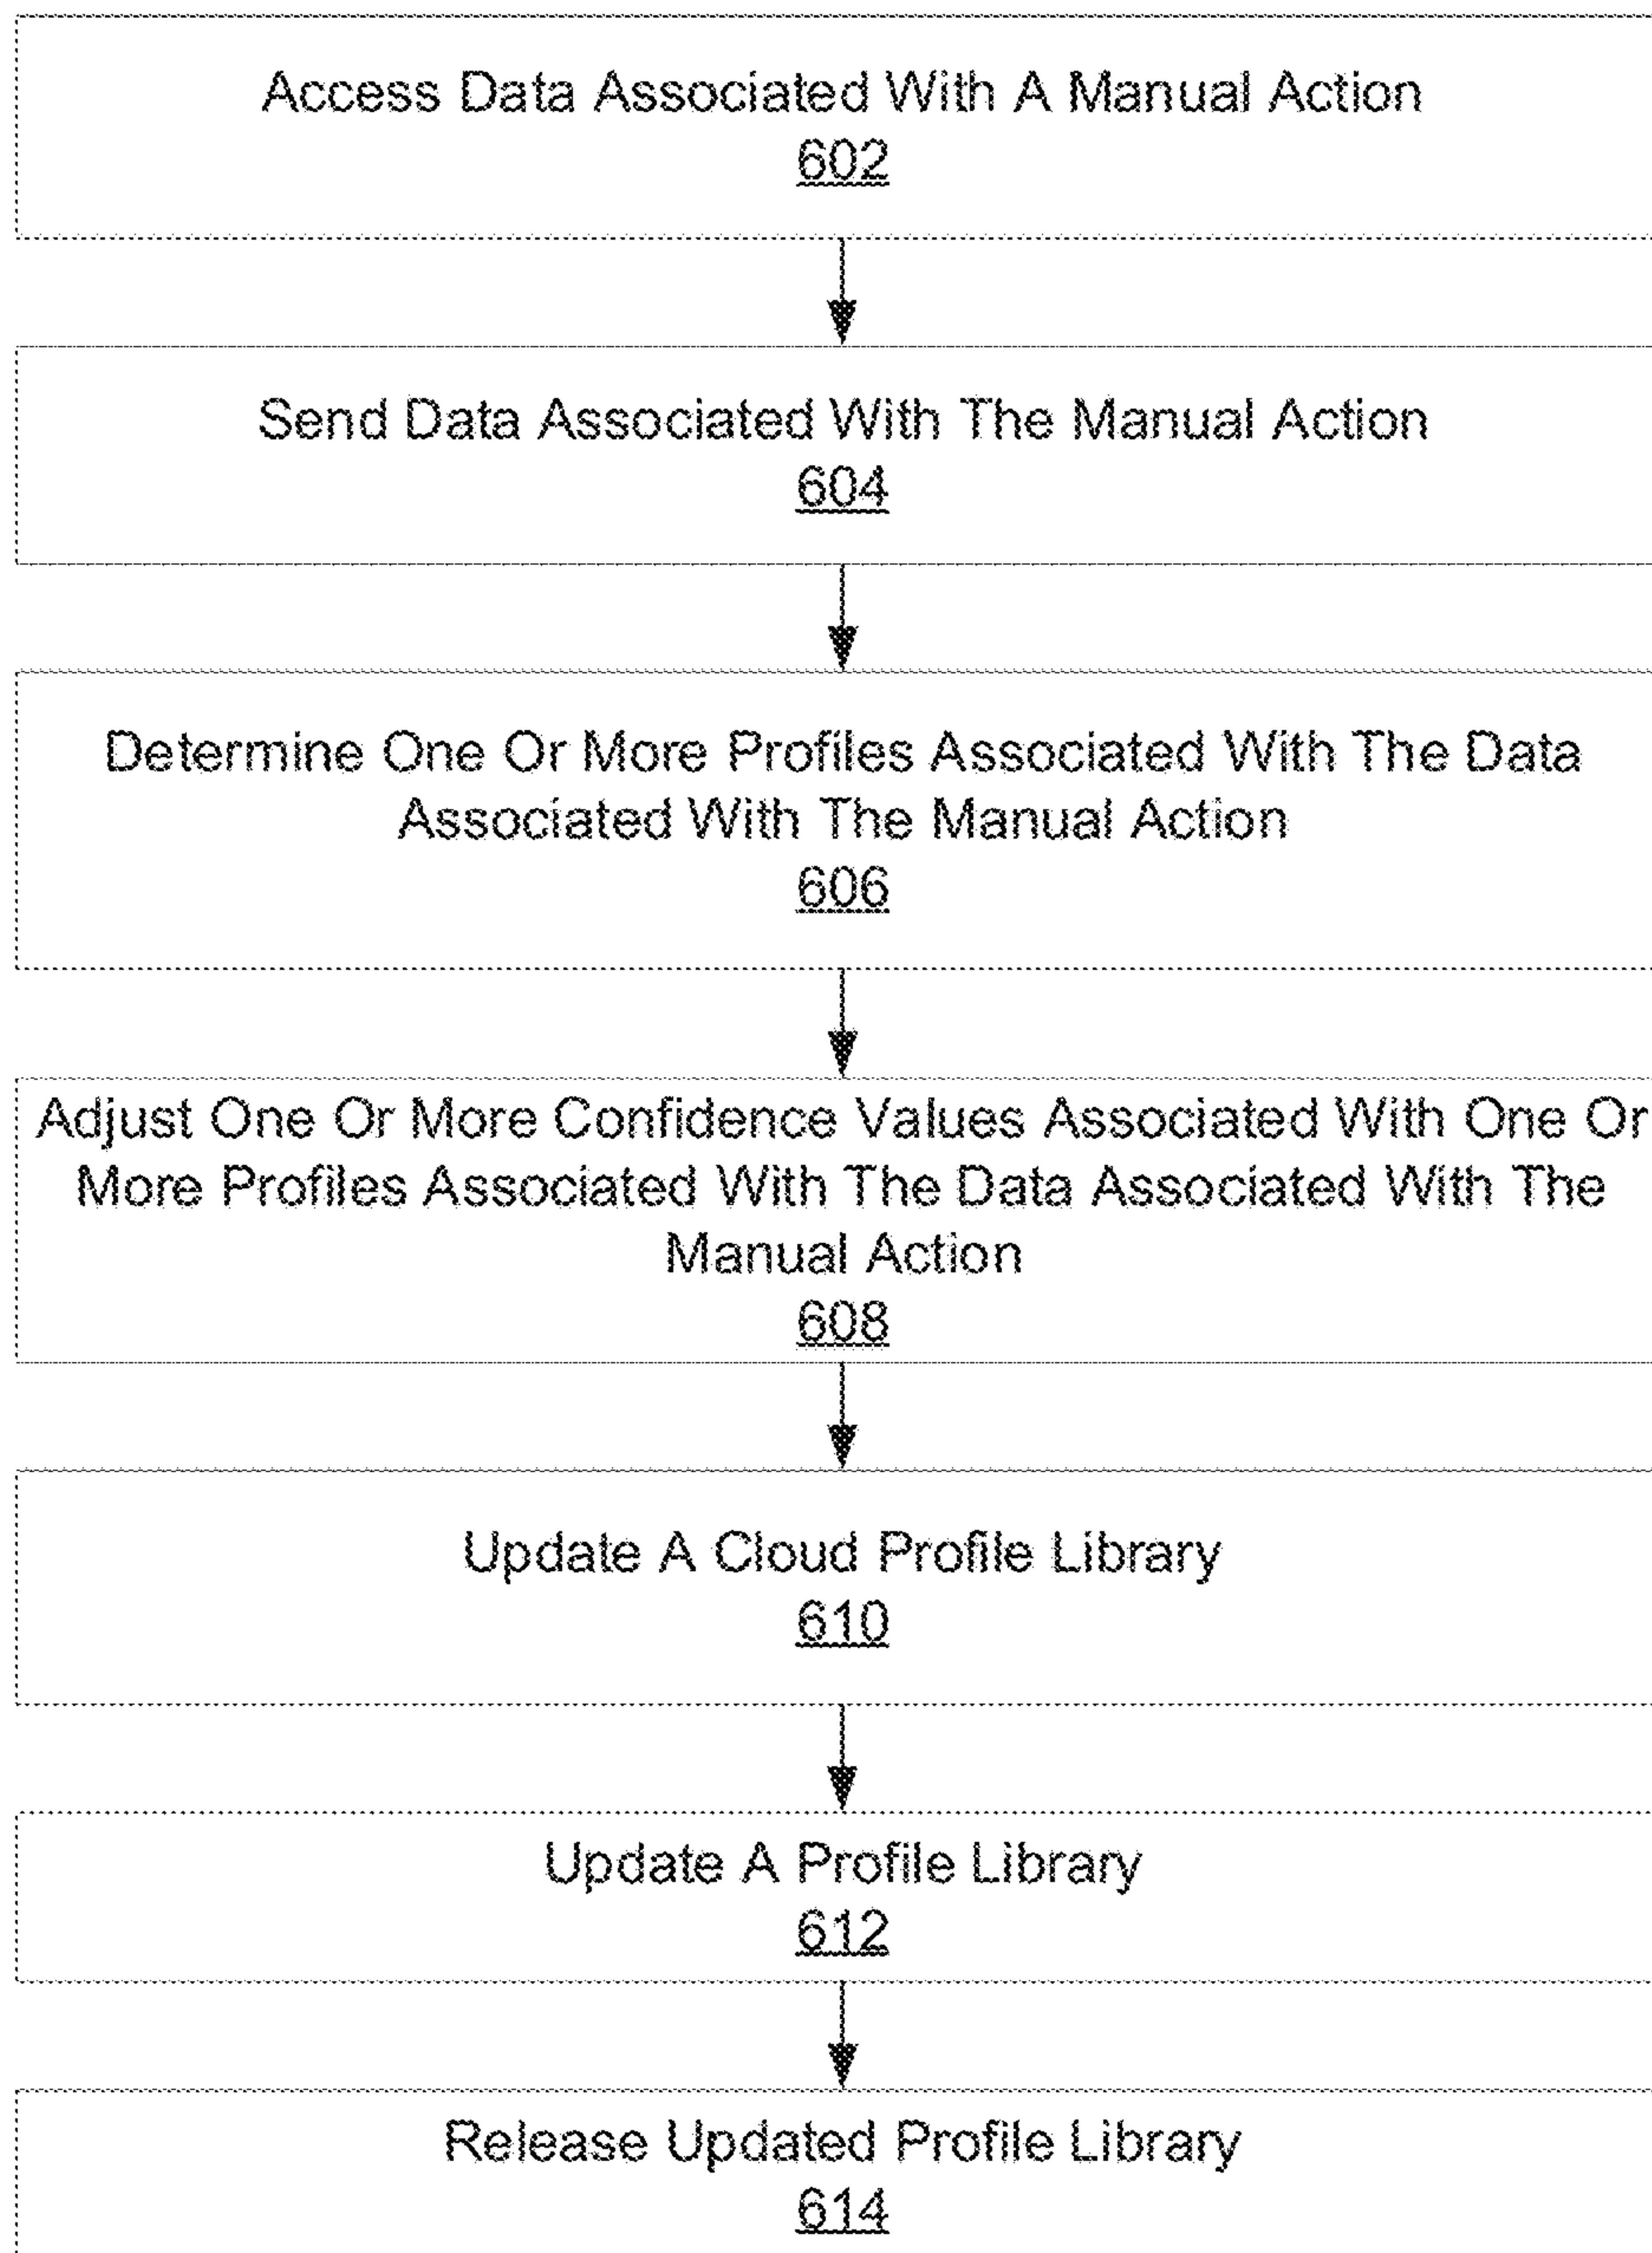 Access Data Associated With A Manual Action
602
Send Data Associated With The Manual Action
604
Determine One Or More Profiles Associated With The Data
Associated With The Manual Action
606
Adjust One Or More Confidence Values Associated With One Or
More Profiles Associated With The Data Associated With The
Manual Action
608
Update A Cloud Profile Library
610
Update A Profile Library
612
Release Updated Profile Library
614